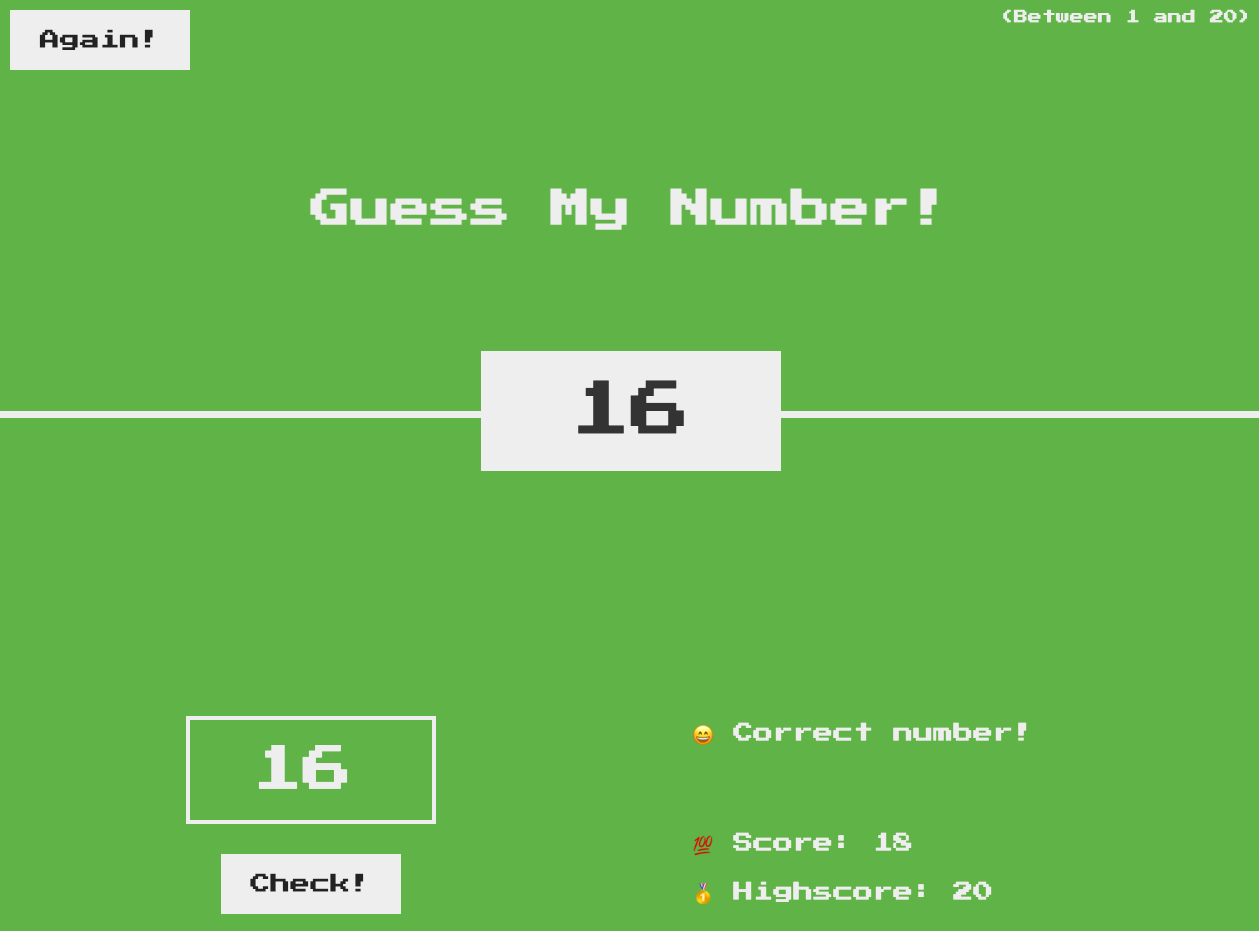 Again!
(Between 1 and 20)
Guess My Number!
16
16
Check!
😄 Correct number!
💯 Score: 18
🥇 Highscore: 20